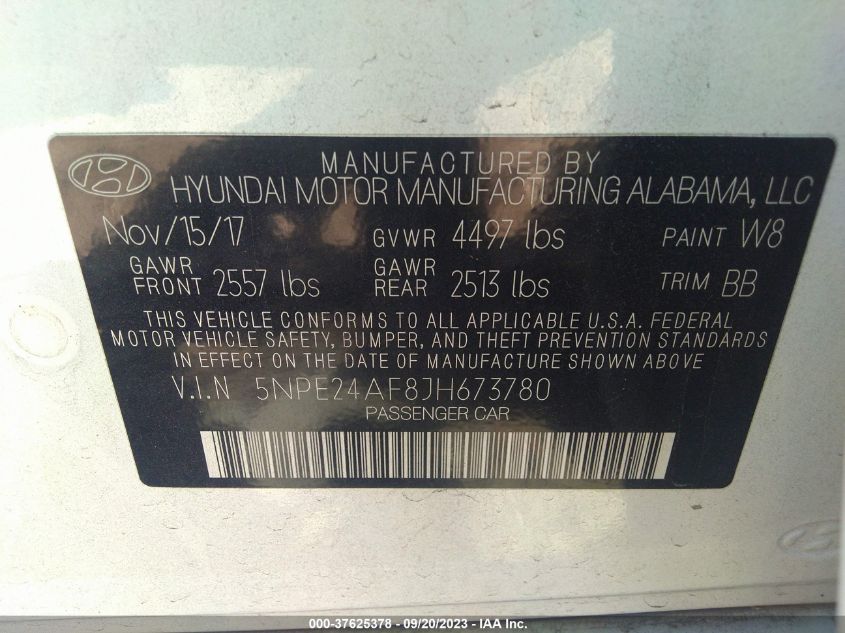 MANUFACTURED BY
HYUNDAI MOTOR MANUFACTURING ALABAMA, LLC
Nov/15/17 GVWR 4497 lbs PAINT W8
GAWR FRONT 2557 lbs GAWR REAR 2513 lbs TRIM BB
THIS VEHICLE CONFORMS TO ALL APPLICABLE U.S.A. FEDERAL
MOTOR VEHICLE SAFETY, BUMPER, AND THEFT PREVENTION STANDARDS
IN EFFECT ON THE DATE OF MANUFACTURE SHOWN ABOVE
V.I.N 5NPE24AF8JH673780
PASSENGER CAR
000-37625378 - 09/20/2023 - IAA Inc.